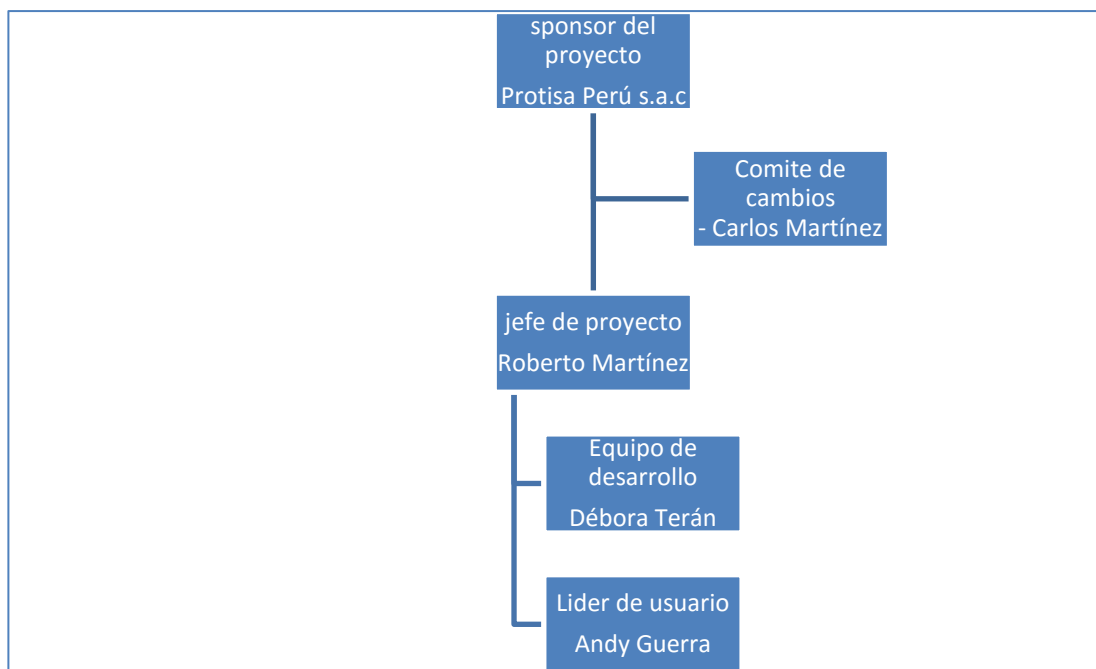 sponsor del
proyecto
Protisa Perú s.a.c
Comite de
cambios
- Carlos Martínez
jefe de proyecto
Roberto Martínez
Equipo de
desarrollo
Débora Terán
Lider de usuario
Andy Guerra